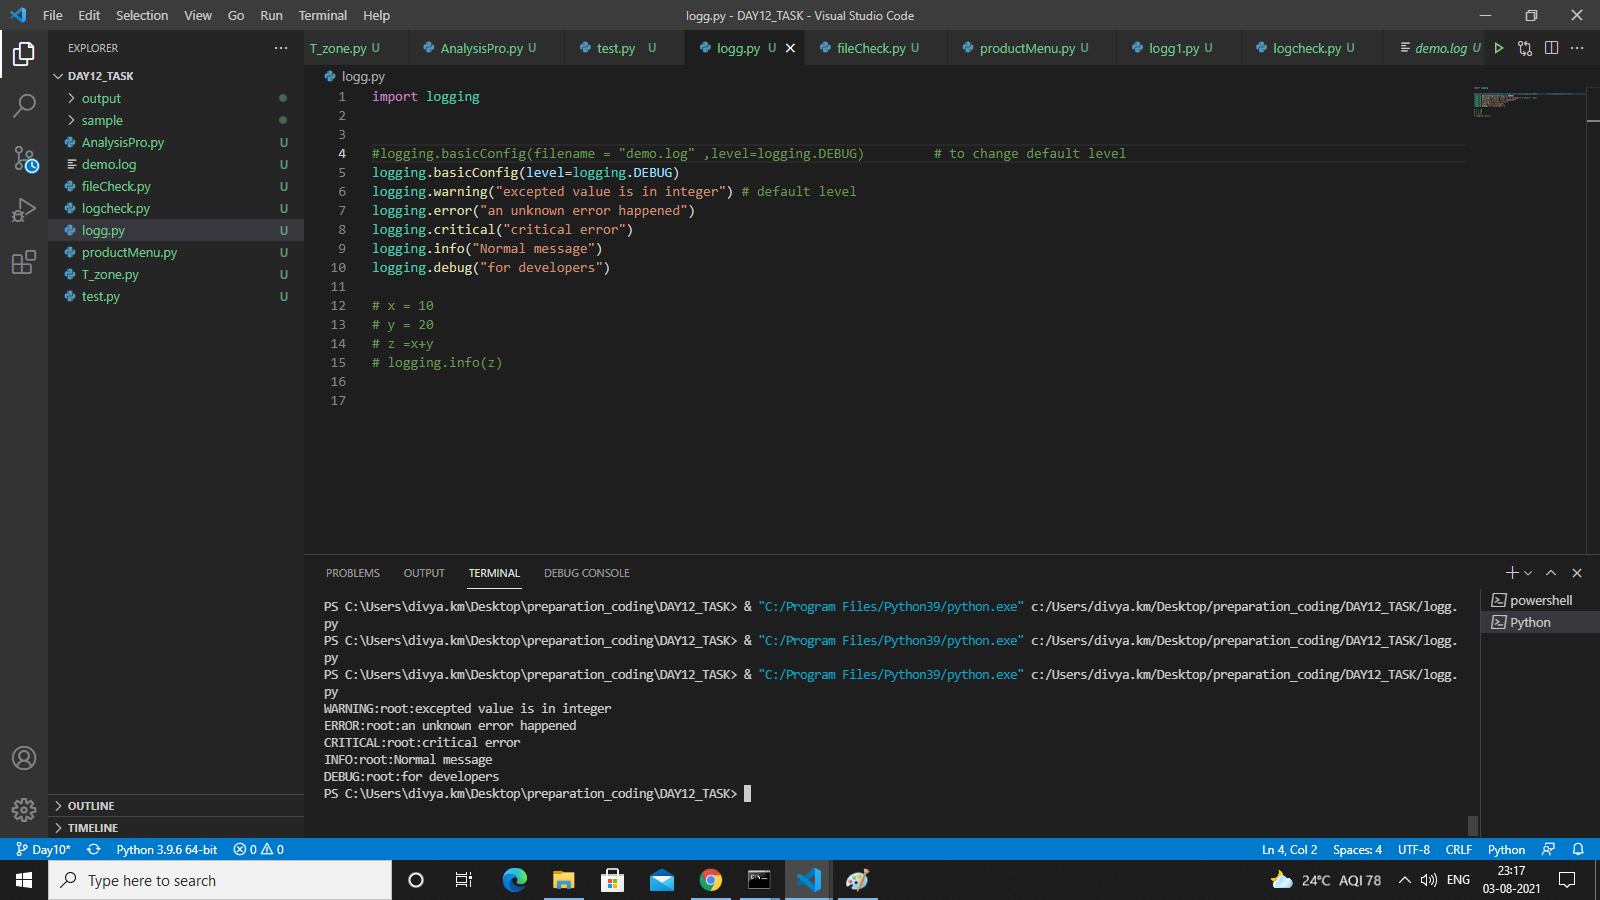 File Edit Selection View Go Run Terminal Help
logg.py - DAY12_TASK - Visual Studio Code
EXPLORER
DAY12_TASK
output
sample
AnalysisPro.py U
demo.log U
fileCheck.py U
logcheck.py U
logg.py U
productMenu.py U
T_zone.py U
test.py U
OUTLINE
TIMELINE
T_zone.py U AnalysisPro.py U test.py U logg.py U fileCheck.py U productMenu.py U logg1.py U logcheck.py U demo.log U
logg.py
1 import logging
2
3
4 #logging.basicConfig(filename = "demo.log" ,level=logging.DEBUG) # to change default level
5 logging.basicConfig(level=logging.DEBUG)
6 logging.warning("excepted value is in integer") # default level
7 logging.error("an unknown error happened")
8 logging.critical("critical error")
9 logging.info("Normal message")
10 logging.debug("for developers")
11
12 # x = 10
13 # y = 20
14 # z =x+y
15 # logging.info(z)
16
17
PROBLEMS OUTPUT TERMINAL DEBUG CONSOLE
PS C:\Users\divya.km\Desktop\preparation_coding\DAY12_TASK> & "C:/Program Files/Python39/python.exe" c:/Users/divya.km/Desktop/preparation_coding/DAY12_TASK/logg.
py
PS C:\Users\divya.km\Desktop\preparation_coding\DAY12_TASK> & "C:/Program Files/Python39/python.exe" c:/Users/divya.km/Desktop/preparation_coding/DAY12_TASK/logg.
py
PS C:\Users\divya.km\Desktop\preparation_coding\DAY12_TASK> & "C:/Program Files/Python39/python.exe" c:/Users/divya.km/Desktop/preparation_coding/DAY12_TASK/logg.
py
WARNING:root:excepted value is in integer
ERROR:root:an unknown error happened
CRITICAL:root:critical error
INFO:root:Normal message
DEBUG:root:for developers
PS C:\Users\divya.km\Desktop\preparation_coding\DAY12_TASK>
powershell
Python
Day10* Python 3.9.6 64-bit 0 0 Ln 4, Col 2 Spaces: 4 UTF-8 CRLF Python
Type here to search
24°C AQI 78 ENG
23:17
03-08-2021